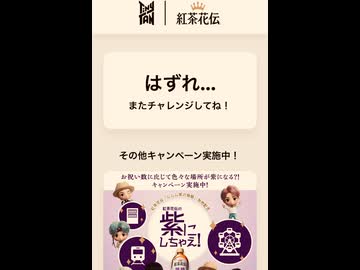 TinyTAN
紅茶花伝
はずれ...
またチャレンジしてね!
その他キャンペーン実施中!
お祝い数に応じて色々な場所が紫になる?!
キャンペーン実施中!
紅茶花伝の
紫に
しちゃえ!